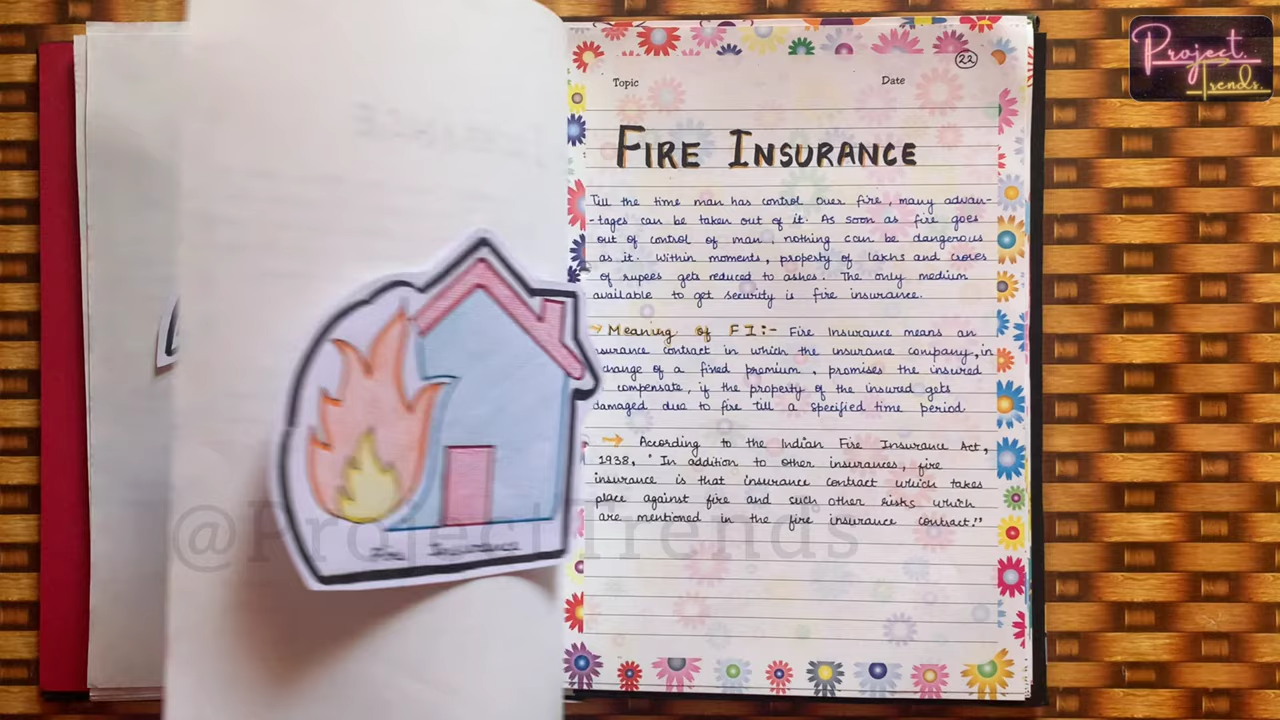 Project
Trends
22
Topic
Date
FIRE INSURANCE
Till the time man has control over fire, many advan-
-tages can be taken out of it. As soon as fire goes
out of control of man, nothing can be dangerous
as it. Within moments, property of lakhs and crores
of rupees gets reduced to ashes. The only medium
available to get security is fire insurance.
→ Meaning of FI:- Fire Insurance means an
nsurance contract in which the insurance company, in
change of a fixed premium, promises the insured
compensate, if the property of the insured gets
damaged due to fire till a specified time period.
→ According to the Indian Fire Insurance Act,
1938, "In addition to other insurances, fire
insurance is that insurance contract which takes
place against fire and such other risks which
are mentioned in the fire insurance contract."
Fire Insurance
@Project Trends